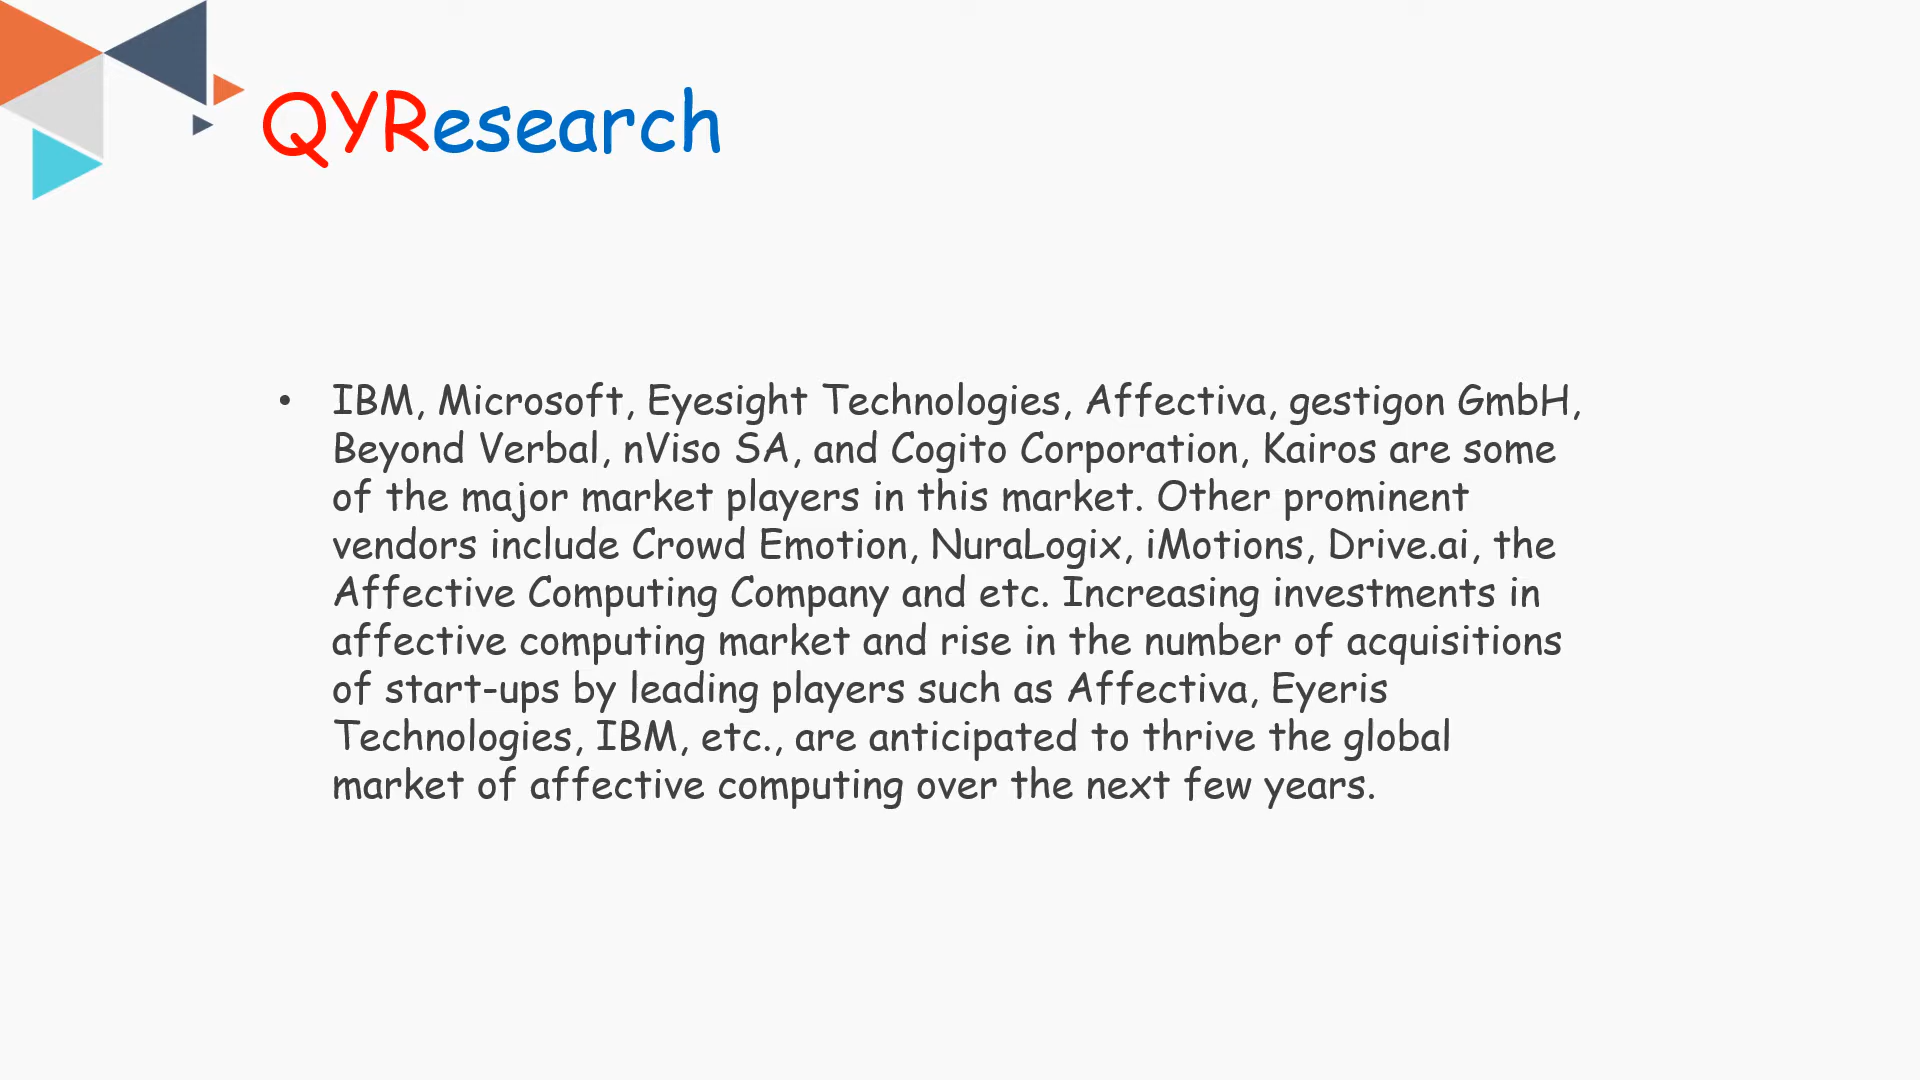 QYResearch
• IBM, Microsoft, Eyesight Technologies, Affectiva, gestigon GmbH,
Beyond Verbal, nViso SA, and Cogito Corporation, Kairos are some
of the major market players in this market. Other prominent
vendors include Crowd Emotion, NuraLogix, iMotions, Drive.ai, the
Affective Computing Company and etc. Increasing investments in
affective computing market and rise in the number of acquisitions
of start-ups by leading players such as Affectiva, Eyeris
Technologies, IBM, etc., are anticipated to thrive the global
market of affective computing over the next few years.